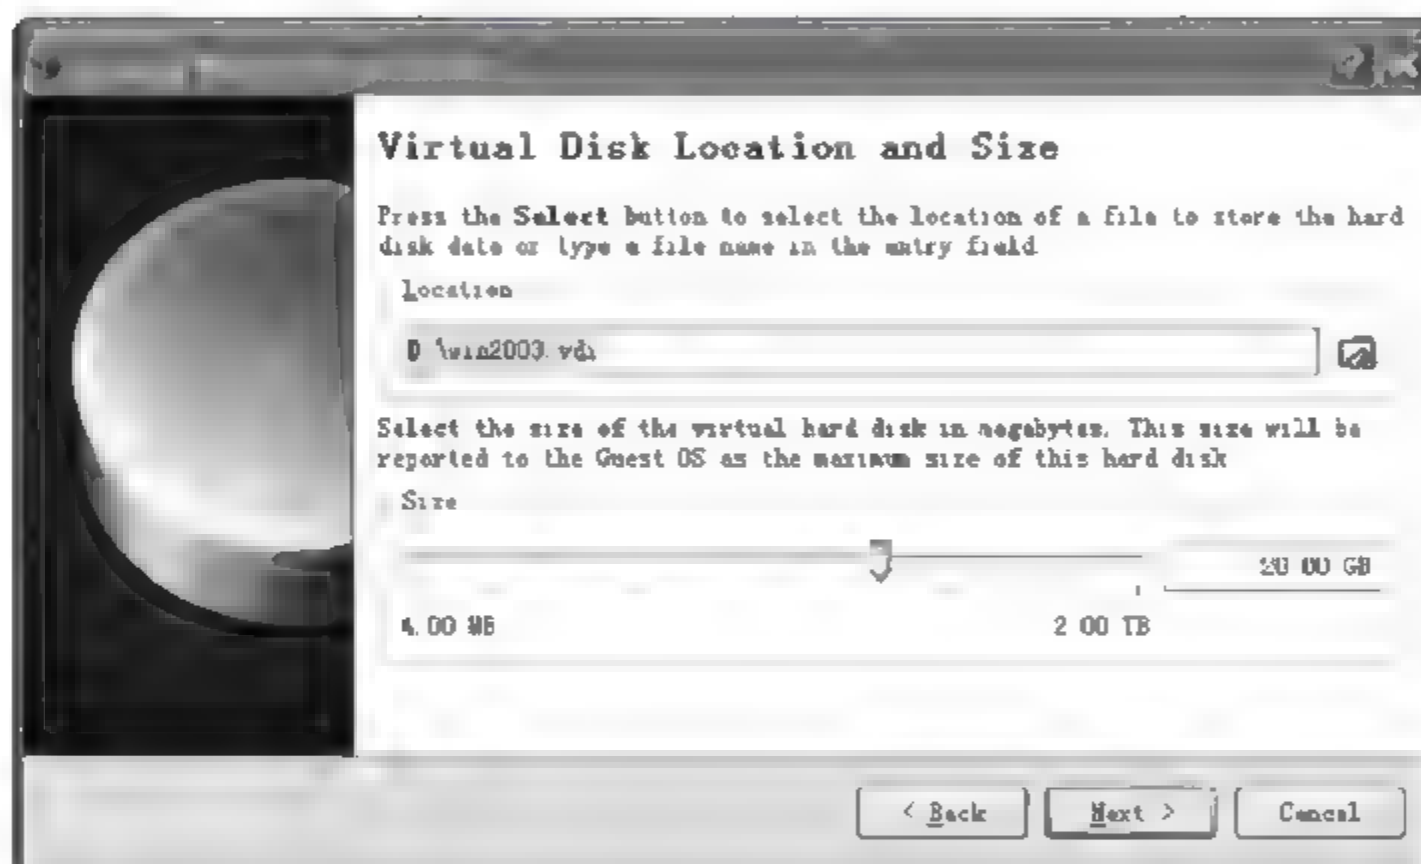 Virtual Disk Location and Size
Press the Select button to select the location of a file to store the hard
disk data or type a file name in the entry field
Location
D \win2003.vdi
Select the size of the virtual hard disk in megabytes. This size will be
reported to the Guest OS as the maximum size of this hard disk
Size
20 00 GB
4.00 MB
2 00 TB
< Back
Next >
Cancel